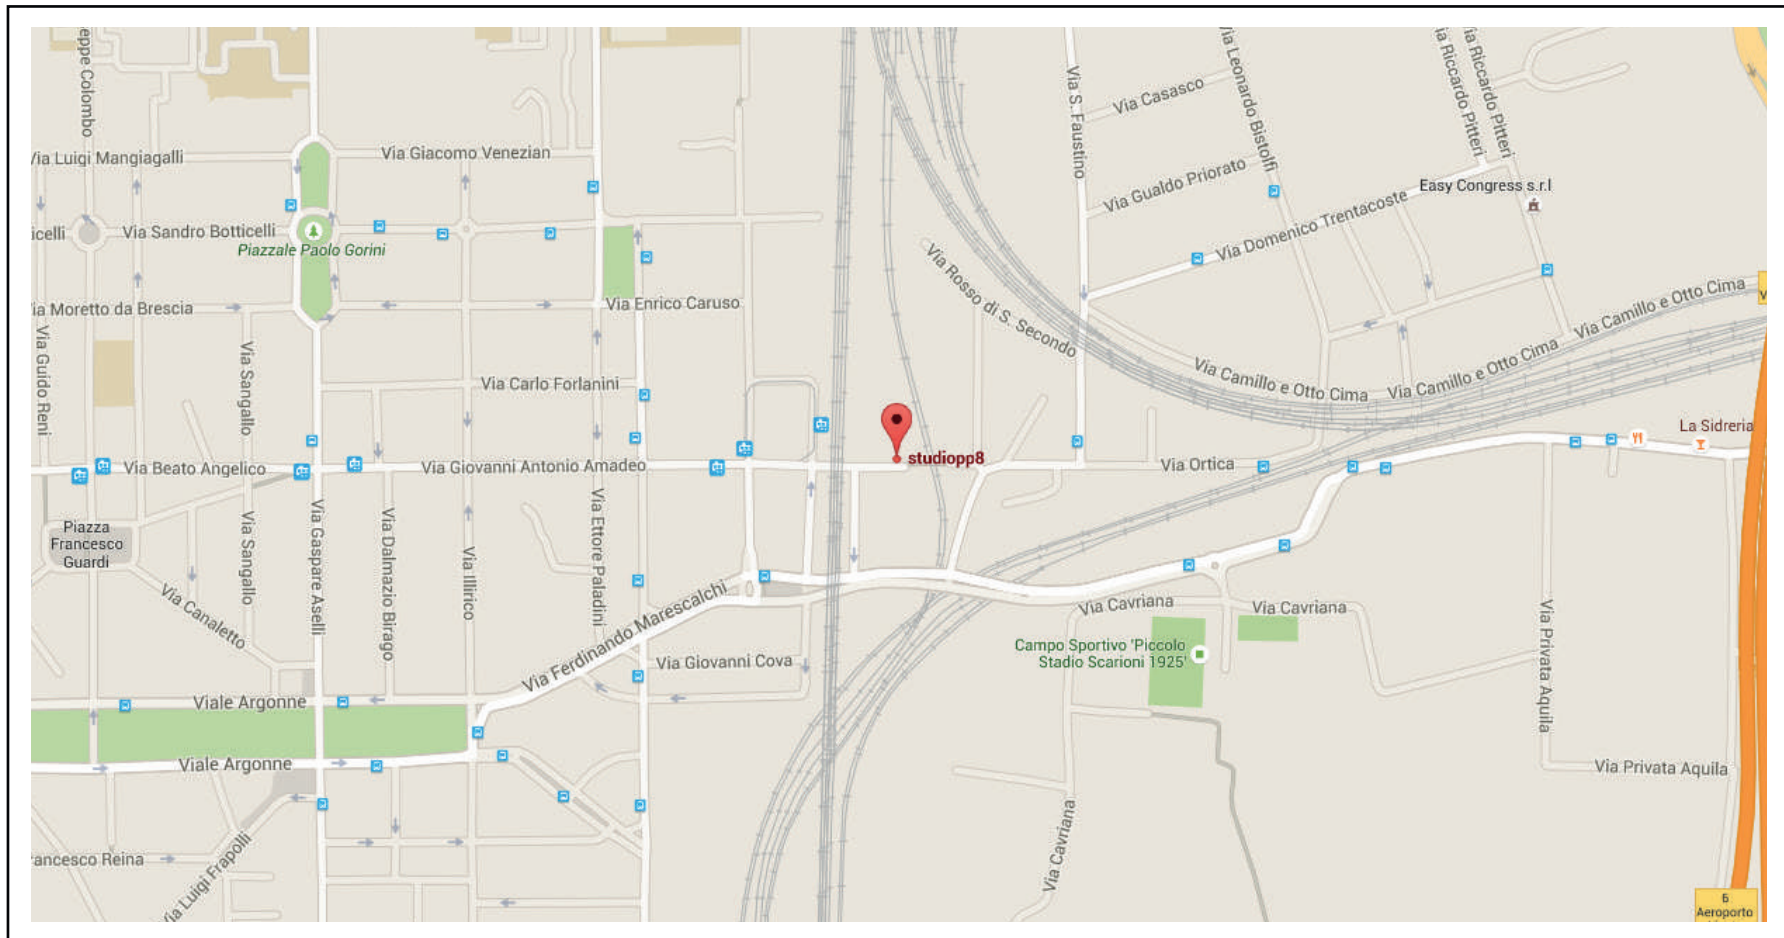 eppe Colombo
Via Luigi Mangiagalli
Via Giacomo Venezian
icelli
Via Sandro Botticelli
Piazzale Paolo Gorini
Via Moretto da Brescia
Via Enrico Caruso
Via Guido Reni
Via Sangallo
Via Carlo Forlanini
Via Beato Angelico
Via Giovanni Antonio Amadeo
studiopp8
Via Ortica
Piazza
Francesco
Guardi
Via Sangallo
Via Gaspare Aselli
Via Dalmazio Birago
Via Illirico
Via Ettore Paladini
Via Canaletto
Via Ferdinando Marescalchi
Via Giovanni Cova
Viale Argonne
Viale Argonne
ancesco Reina
Via Luigi Frapolli
Via S. Faustino
Via Casasco
Via Leonardo Bistolfi
Via Riccardo Pitteri
Via Riccardo Pitteri
Via Gualdo Priorato
Easy Congress s.r.l
Via Domenico Trentacoste
Via Rosso di S. Secondo
Via Camillo e Otto Cima
Via Camillo e Otto Cima
Via Camillo e Otto Cima
V
La Sidreria
Via Cavriana
Via Cavriana
Campo Sportivo 'Piccolo
Stadio Scarioni 1925'
Via Privata Aquila
Via Privata Aquila
Via Cavriana
6
Aeroporto